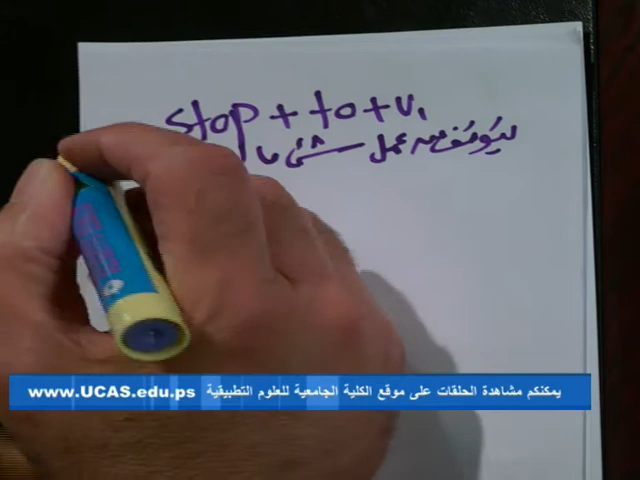 stop + to + v₁
ليتوقف عن عمل شئ ما
www.UCAS.edu.ps يمكنكم مشاهدة الحلقات على موقع الكلية الجامعية للعلوم التطبيقية